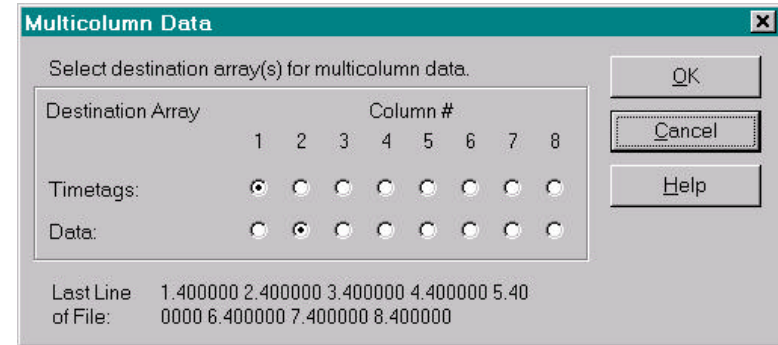 Multicolumn Data
Select destination array(s) for multicolumn data.
OK
Destination Array Column #
1 2 3 4 5 6 7 8
Cancel
Timetags:
Help
Data:
Last Line 1.400000 2.400000 3.400000 4.400000 5.40
of File: 0000 6.400000 7.400000 8.400000